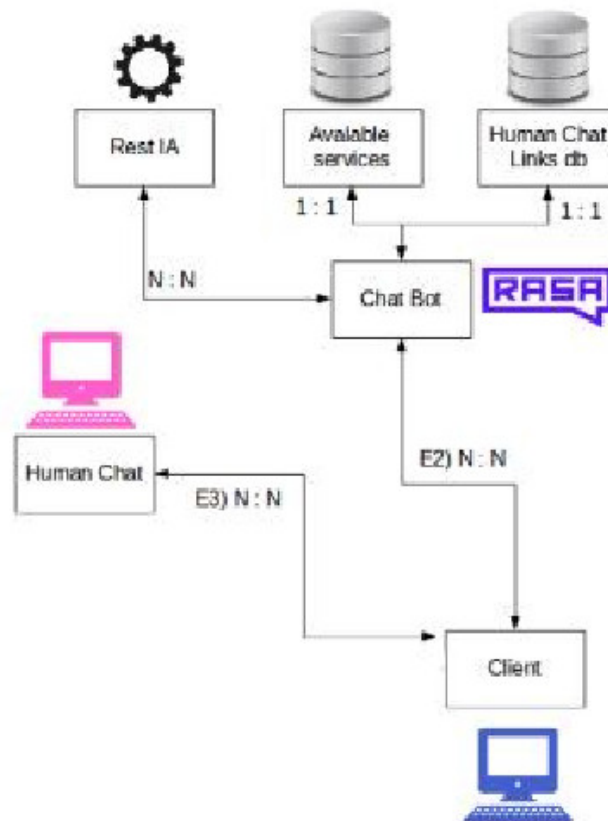 Rest IA
Avalable
services
Human Chat
Links db
1 : 1
1 : 1
N : N
Chat Bot
RASA
Human Chat
E2) N : N
E3) N : N
Client